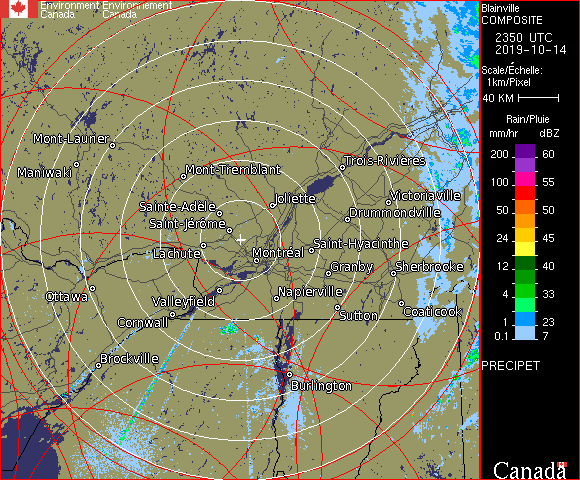 Environment Environnement
Canada Canada
Blainville
COMPOSITE
2350 UTC
2019-10-14
Scale/Échelle:
1km/Pixel
40 KM
Rain/Pluie
mm/hr dBZ
200 60
150 57
100 55
50 50
24 45
12 40
4 33
1 23
0.1 7
PRECIPET
Canada
Mont-Laurier
Maniwaki
Mont-Tremblant
Trois-Rivières
Sainte-Adèle
Joliette
Victoriaville
Saint-Jérôme
Drummondville
Lachute
Montréal
Saint-Hyacinthe
Granby
Sherbrooke
Ottawa
Valleyfield
Napierville
Cornwall
Sutton
Coaticook
Brockville
Burlington